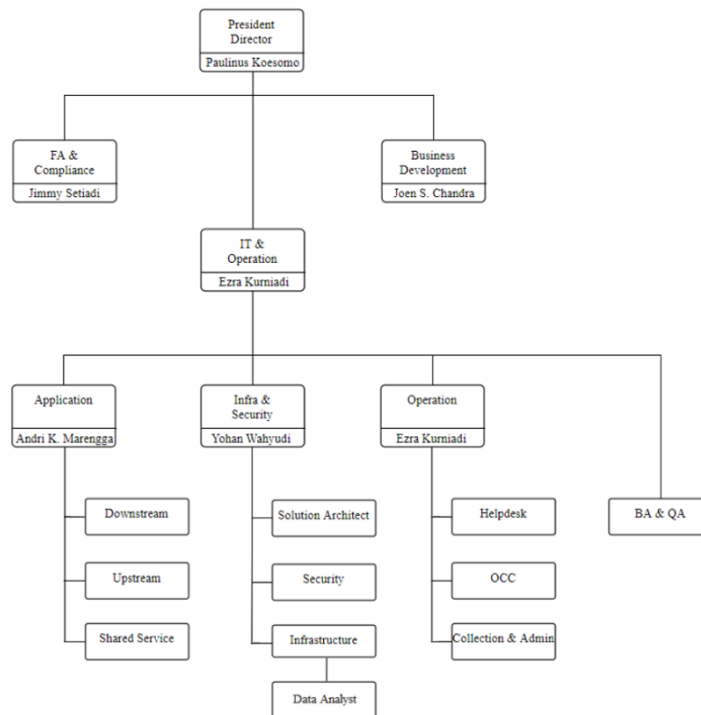 President
Director
Paulinus Koesomo
FA &
Compliance
Jimmy Setiadi
Business
Development
Joen S. Chandra
IT &
Operation
Ezra Kurniadi
Application
Andri K. Marengga
Infra &
Security
Yohan Wahyudi
Operation
Ezra Kurniadi
Downstream
Solution Architect
Helpdesk
BA & QA
Upstream
Security
OCC
Shared Service
Infrastructure
Collection & Admin
Data Analyst